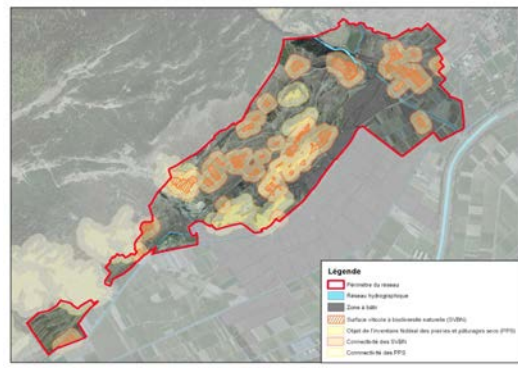 Légende
Périmètre du réseau
Réseau hydrographique
Zone à bâtir
Surface viticole à biodiversité naturelle (SVBN)
Objet de l'inventaire fédéral des prairies et pâturages secs (PPS)
Connectivité des SVBN
Connectivité des PPS